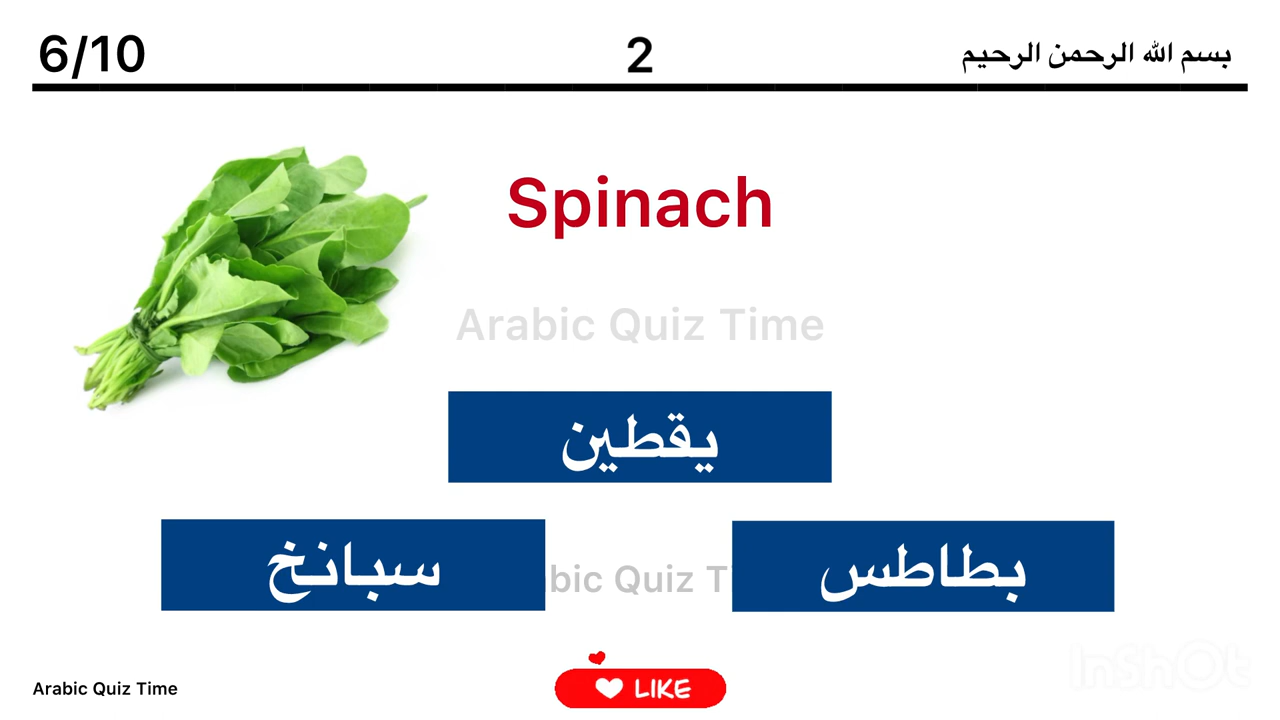 6/10
2
بسم الله الرحمن الرحيم
Spinach
Arabic Quiz Time
يقطين
سبانخ
بطاطس
Quiz
Arabic Quiz Time
LIKE
InShOt